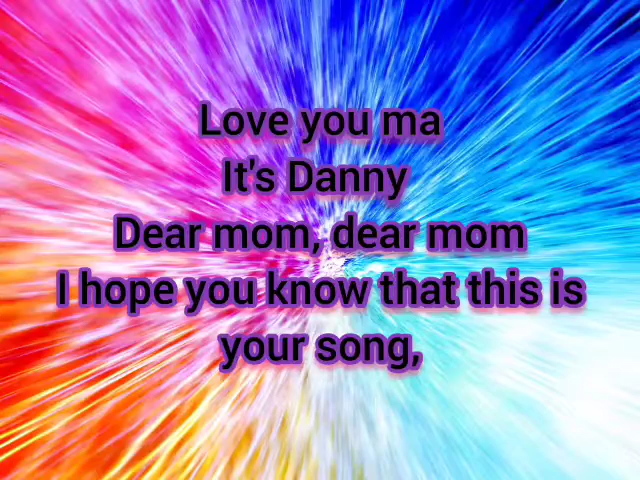 Love you ma
It's Danny
Dear mom, dear mom
I hope you know that this is
your song,